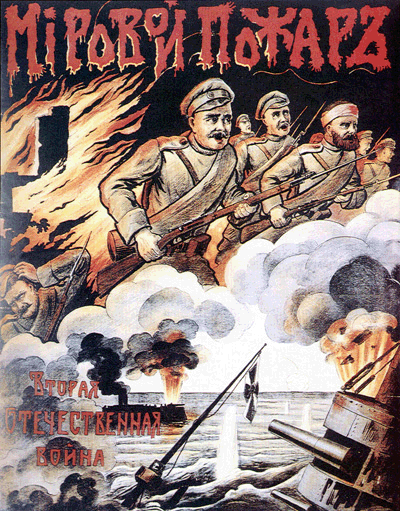 Міровой Пожаръ
Вторая
Отечественная
война